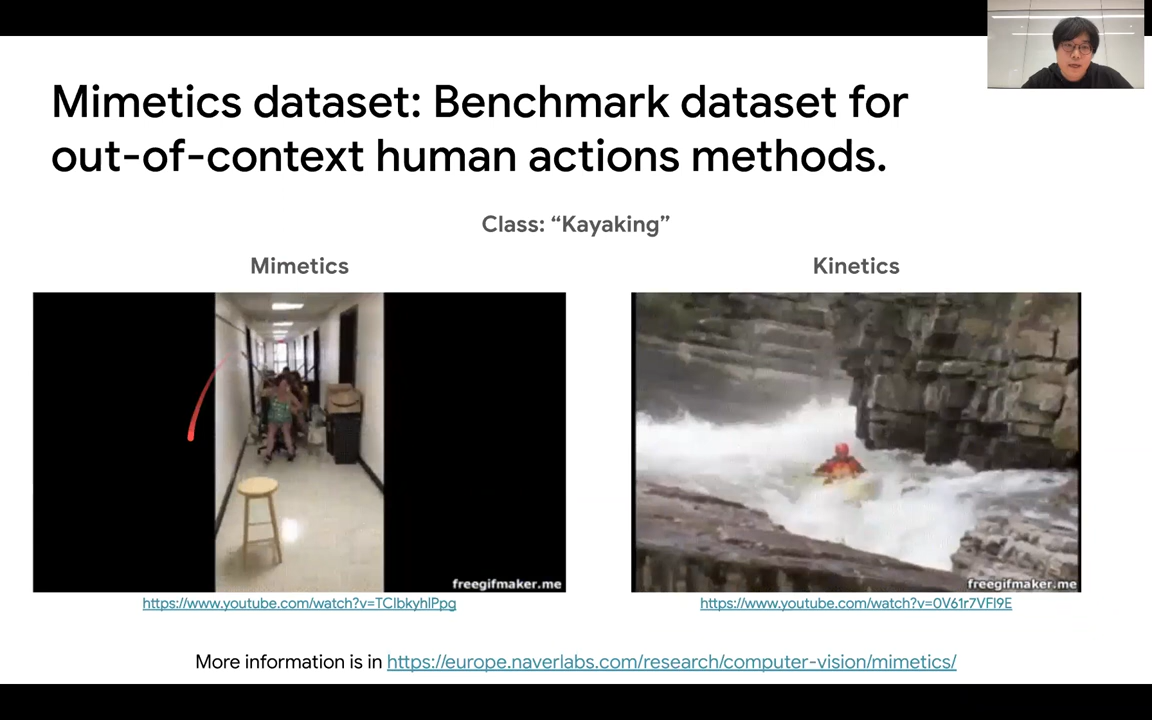 Mimetics dataset: Benchmark dataset for
out-of-context human actions methods.
Class: “Kayaking”
Mimetics
Kinetics
freegifmaker.me
freegifmaker.me
https://www.youtube.com/watch?v=TClbkyhlPpg
https://www.youtube.com/watch?v=0V61r7VFl9E
More information is in https://europe.naverlabs.com/research/computer-vision/mimetics/